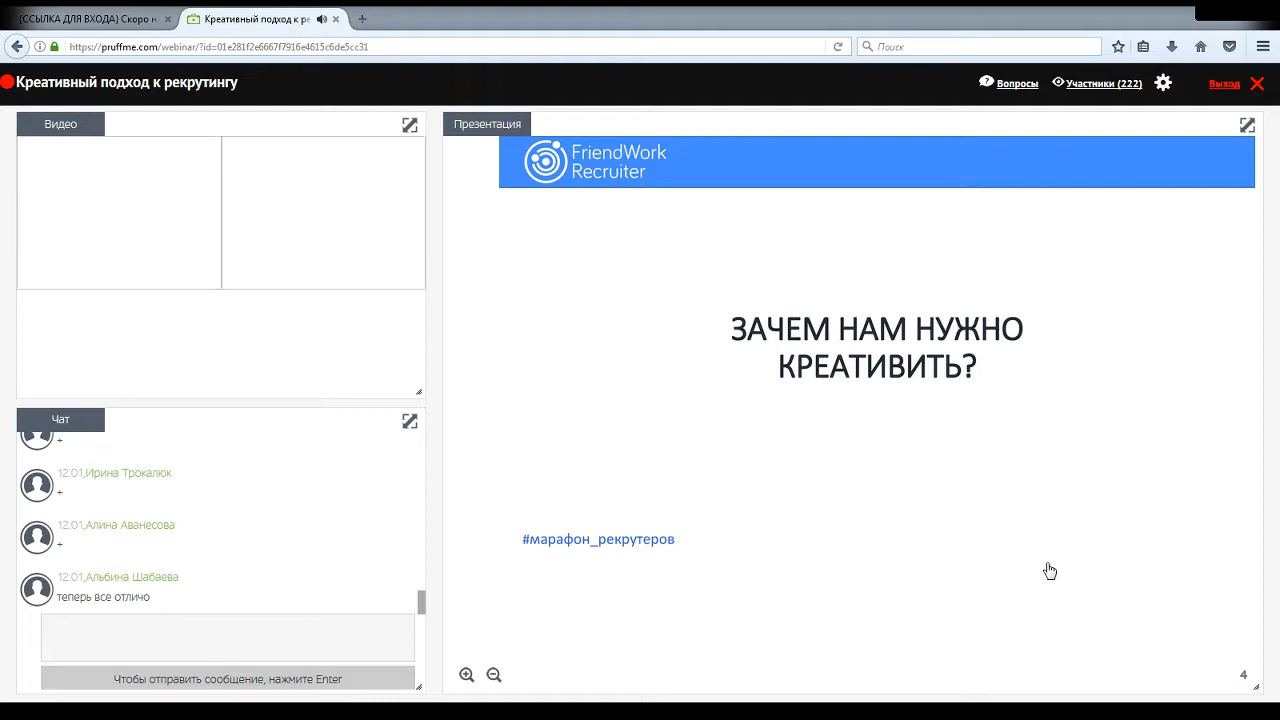 (ССЫЛКА ДЛЯ ВХОДА) Скоро н
Креативный подход к ре
https://pruffme.com/webinar/?id=01e281f2e6667f7916e4615c6de5cc31
Поиск
Креативный подход к рекрутингу
Вопросы
Участники (222)
Выход
Видео
Презентация
FriendWork
Recruiter
ЗАЧЕМ НАМ НУЖНО
КРЕАТИВИТЬ?
#марафон_рекрутеров
4
Чат
+
12:01,Ирина Трокалюк
+
12:01,Алина Аванесова
+
12:01,Альбина Шабаева
теперь все отличо
Чтобы отправить сообщение, нажмите Enter